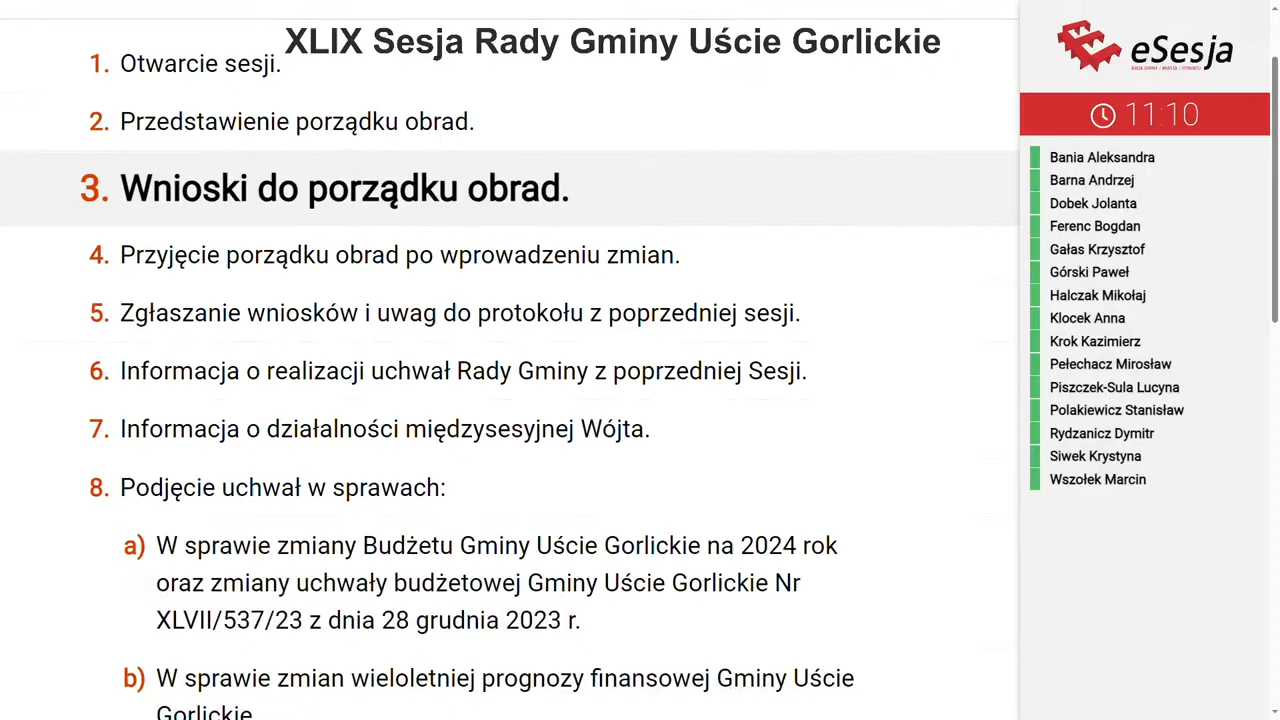 XLIX Sesja Rady Gminy Uście Gorlickie
1. Otwarcie sesji.
2. Przedstawienie porządku obrad.
3. Wnioski do porządku obrad.
4. Przyjęcie porządku obrad po wprowadzeniu zmian.
5. Zgłaszanie wniosków i uwag do protokołu z poprzedniej sesji.
6. Informacja o realizacji uchwał Rady Gminy z poprzedniej Sesji.
7. Informacja o działalności międzysesyjnej Wójta.
8. Podjęcie uchwał w sprawach:
a) W sprawie zmiany Budżetu Gminy Uście Gorlickie na 2024 rok
oraz zmiany uchwały budżetowej Gminy Uście Gorlickie Nr
XLVII/537/23 z dnia 28 grudnia 2023 r.
b) W sprawie zmian wieloletniej prognozy finansowej Gminy Uście
Gorlickie
eSesja
RADA GMINY / MIASTA / POWIATU
11:10
Bania Aleksandra
Barna Andrzej
Dobek Jolanta
Ferenc Bogdan
Gałas Krzysztof
Górski Paweł
Halczak Mikołaj
Klocek Anna
Krok Kazimierz
Pełechacz Mirosław
Piszczek-Sula Lucyna
Polakiewicz Stanisław
Rydzanicz Dymitr
Siwek Krystyna
Wszołek Marcin